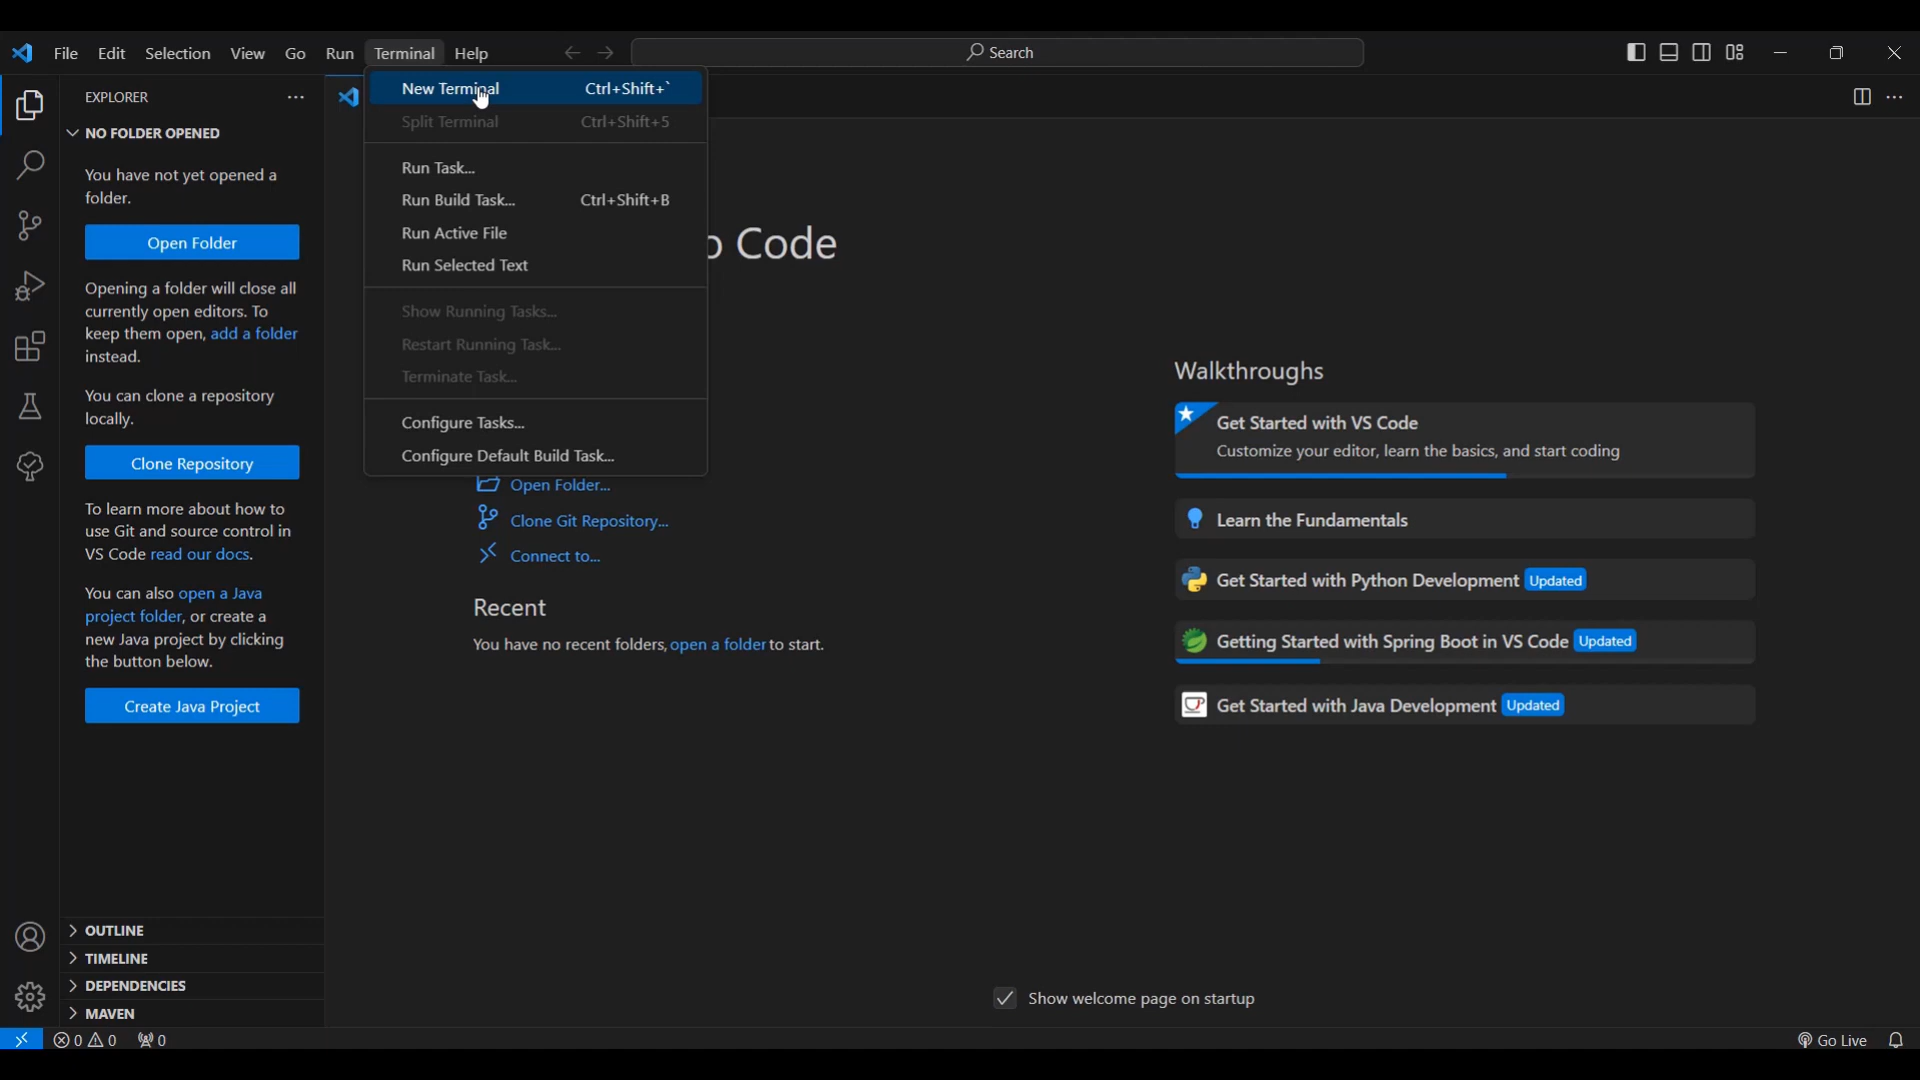 File Edit Selection View Go Run Terminal Help
Search
EXPLORER
NO FOLDER OPENED
You have not yet opened a
folder.
Open Folder
Opening a folder will close all
currently open editors. To
keep them open, add a folder
instead.
You can clone a repository
locally.
Clone Repository
To learn more about how to
use Git and source control in
VS Code read our docs.
You can also open a Java
project folder, or create a
new Java project by clicking
the button below.
Create Java Project
OUTLINE
TIMELINE
DEPENDENCIES
MAVEN
New Terminal Ctrl+Shift+`
Split Terminal Ctrl+Shift+5
Run Task...
Run Build Task... Ctrl+Shift+B
Run Active File
Run Selected Text
Show Running Tasks...
Restart Running Task...
Terminate Task...
Configure Tasks...
Configure Default Build Task...
Code
Open Folder...
Clone Git Repository...
Connect to...
Recent
You have no recent folders, open a folder to start.
Walkthroughs
Get Started with VS Code
Customize your editor, learn the basics, and start coding
Learn the Fundamentals
Get Started with Python Development Updated
Getting Started with Spring Boot in VS Code Updated
Get Started with Java Development Updated
Show welcome page on startup
0 0 0
Go Live